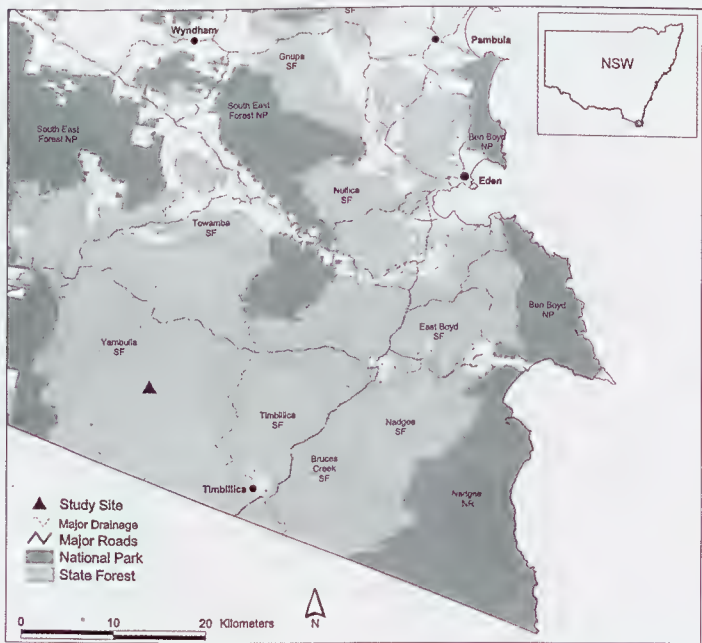 SF
Wyndham
Pambula
NSW
Gnupa
SF
South East
Forest NP
South East
Forest NP
Ben Boyd
NP
Eden
Nullica
SF
Towamba
SF
Ben Boyd
NP
East Boyd
SF
Yambulla
SF
Timbillica
SF
Nadgee
SF
Bruces
Creek
SF
Timbillica
Nadgee
NR
Study Site
Major Drainage
Major Roads
National Park
State Forest
0 10 20 Kilometers
N